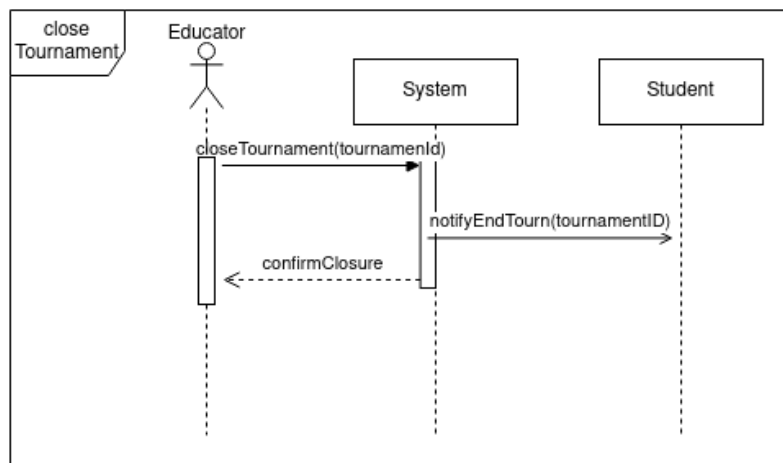 close
Tournament
Educator
System
Student
closeTournament(tournamenId)
notifyEndTourn(tournamentID)
confirmClosure